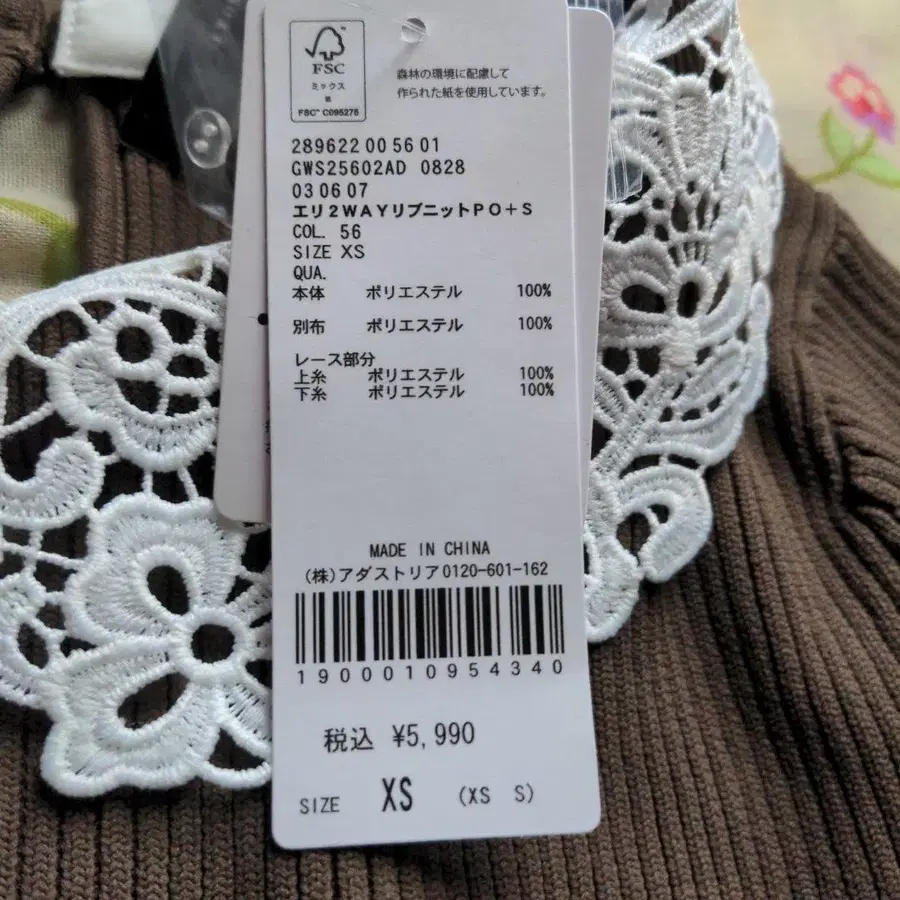 FSC
ミックス
紙
FSC™ C095275
森林の環境に配慮して
作られた紙を使用しています。
289622 00 56 01
GWS25602AD 0828
03 06 07
エリ2WAYリブニットPO+S
COL. 56
SIZE XS
QUA.
本体 ポリエステル 100%
別布 ポリエステル 100%
レース部分
上糸 ポリエステル 100%
下糸 ポリエステル 100%
MADE IN CHINA
(株)アダストリア0120-601-162
1900010954340
税込 ¥5,990
SIZE XS (XS S)